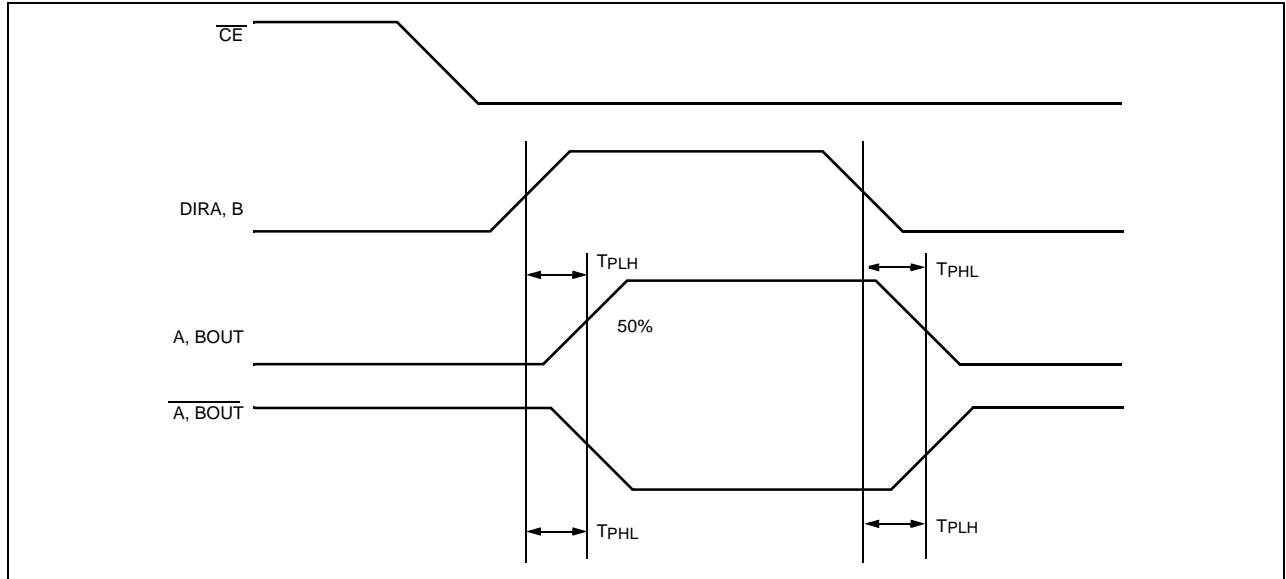 CE
DIRA, B
TPLH
TPHL
A, BOUT
50%
A, BOUT
TPHL
TPLH